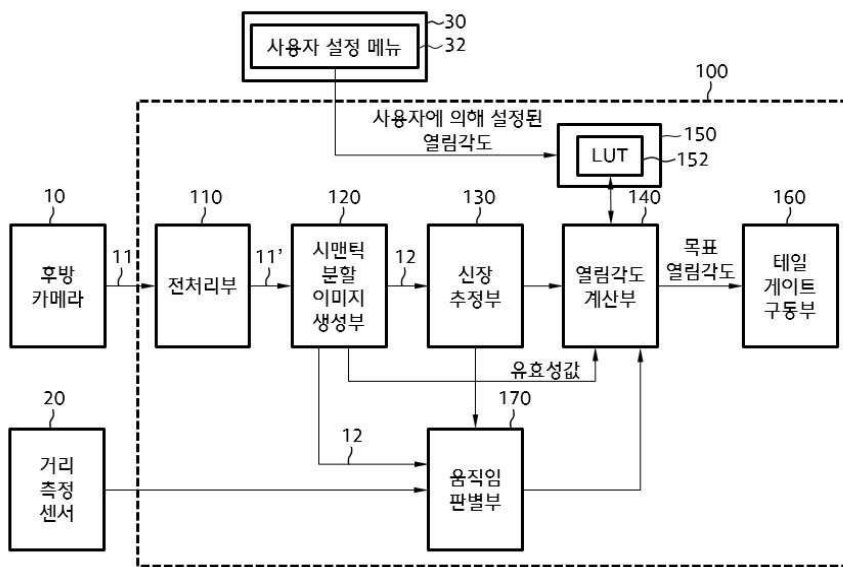 30
사용자 설정 메뉴
32
100
사용자에 의해 설정된
열림각도
150
LUT
152
10
110
120
130
140
160
후방
카메라
11
전처리부
11'
시맨틱
분할
이미지
생성부
12
신장
추정부
열림각도
계산부
목표
열림각도
테일
게이트
구동부
유효성값
20
170
거리
측정
센서
12
움직임
판별부